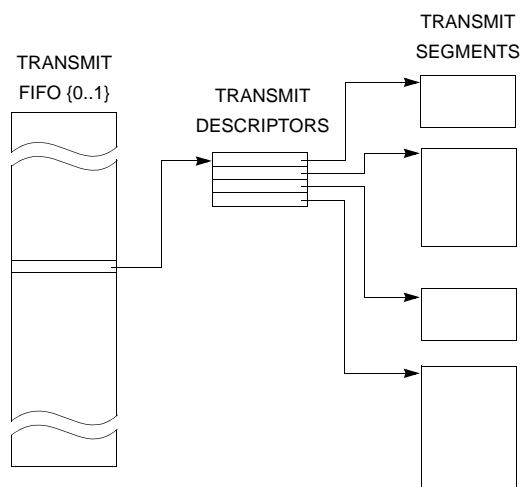 TRANSMIT
SEGMENTS
TRANSMIT
FIFO {0..1}
TRANSMIT
DESCRIPTORS